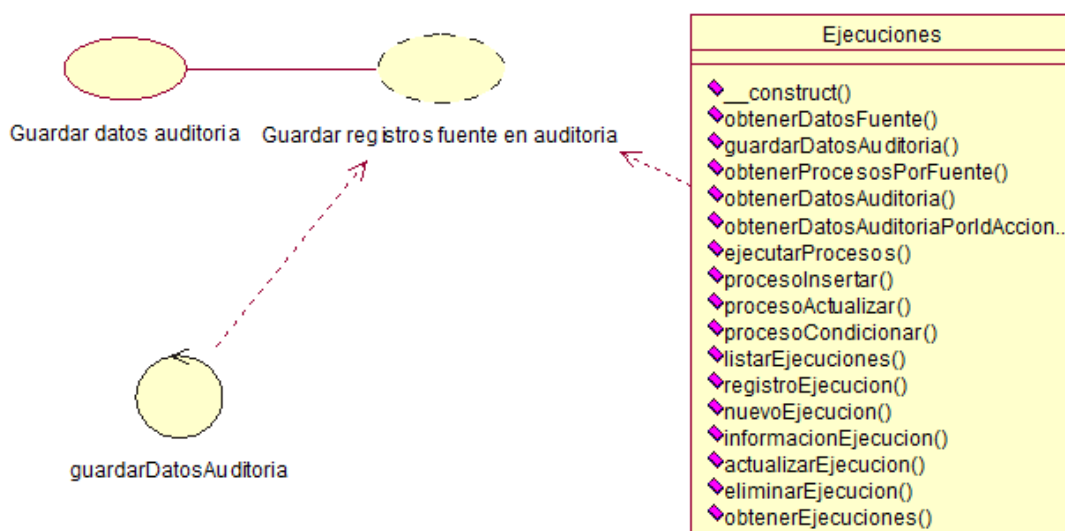 Guardar datos auditoria
Guardar registros fuente en auditoria
guardarDatosAuditoria
Ejecuciones
__construct()
obtenerDatosFuente()
guardarDatosAuditoria()
obtenerProcesosPorFuente()
obtenerDatosAuditoria()
obtenerDatosAuditoriaPorIdAccion..
ejecutarProcesos()
procesoInsertar()
procesoActualizar()
procesoCondicionar()
listarEjecuciones()
registroEjecucion()
nuevoEjecucion()
informacionEjecucion()
actualizarEjecucion()
eliminarEjecucion()
obtenerEjecuciones()